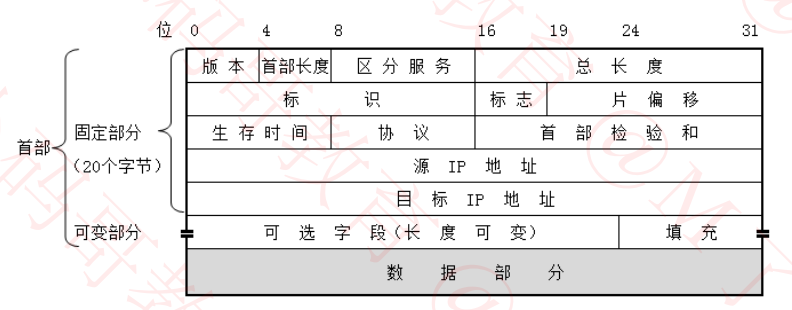 位 0 4 8 16 19 24 31
版 本 首部长度 区 分 服 务 总 长 度
标 识 标 志 片 偏 移
生 存 时 间 协 议 首 部 检 验 和
源 IP 地 址
目 标 IP 地 址
可 选 字 段(长 度 可 变) 填 充
数 据 部 分
首部
固定部分
(20个字节)
可变部分